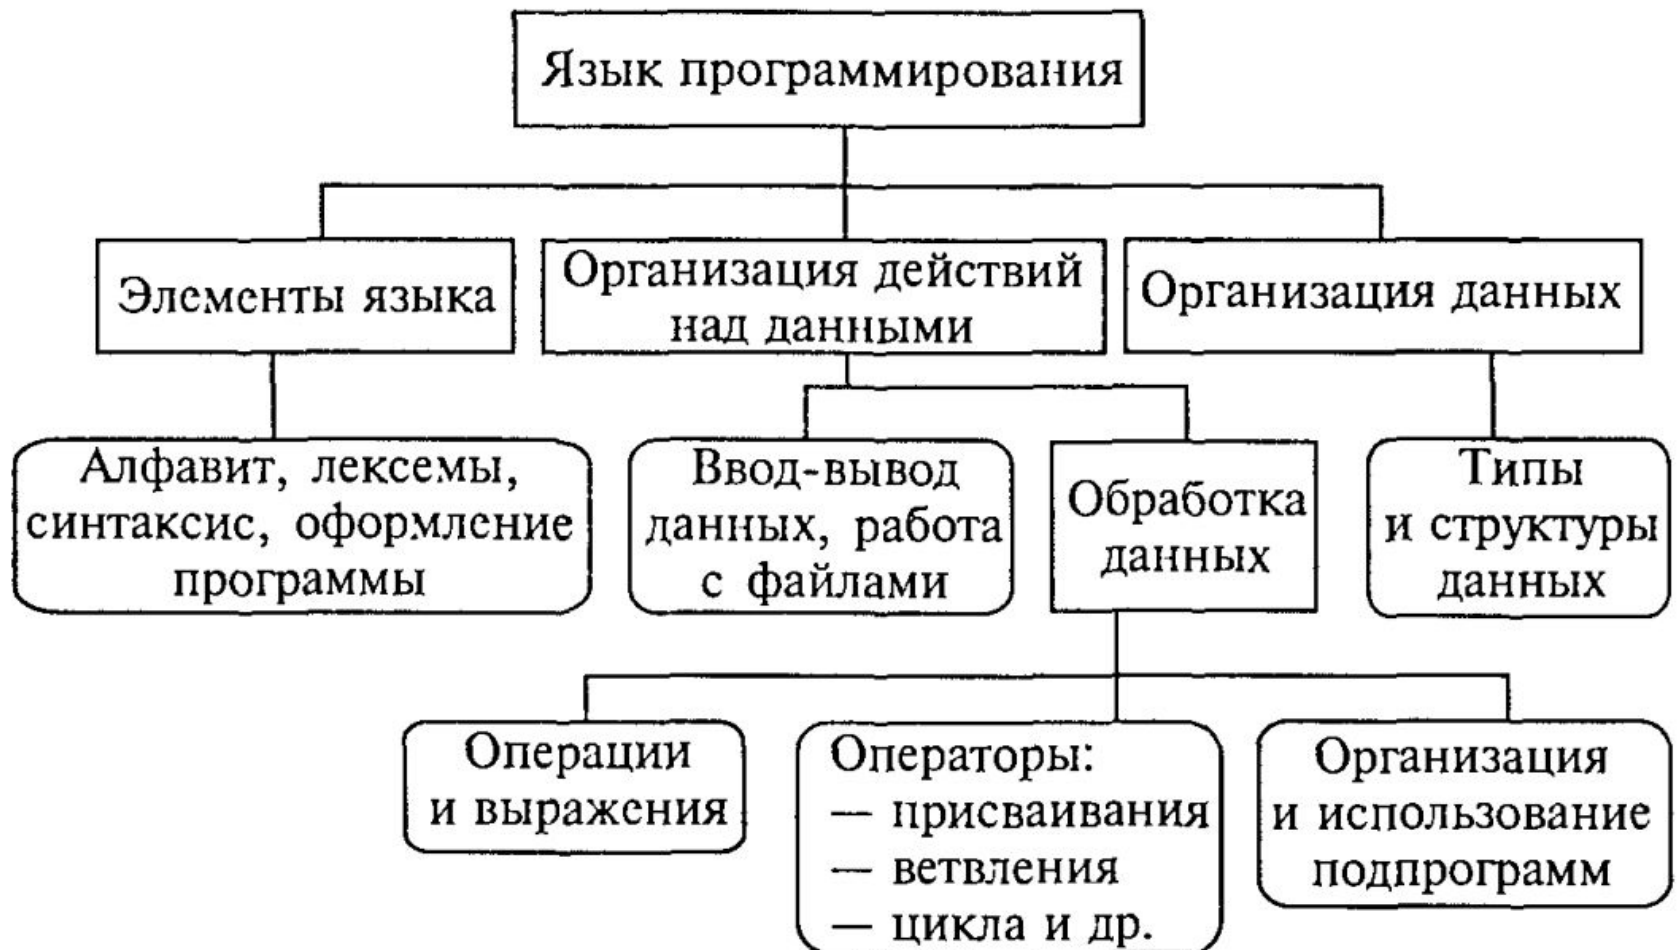 Язык программирования
Элементы языка
Организация действий
над данными
Организация данных
Алфавит, лексемы,
синтаксис, оформление
программы
Ввод-вывод
данных, работа
с файлами
Обработка
данных
Типы
и структуры
данных
Операции
и выражения
Операторы:
— присваивания
— ветвления
— цикла и др.
Организация
и использование
подпрограмм